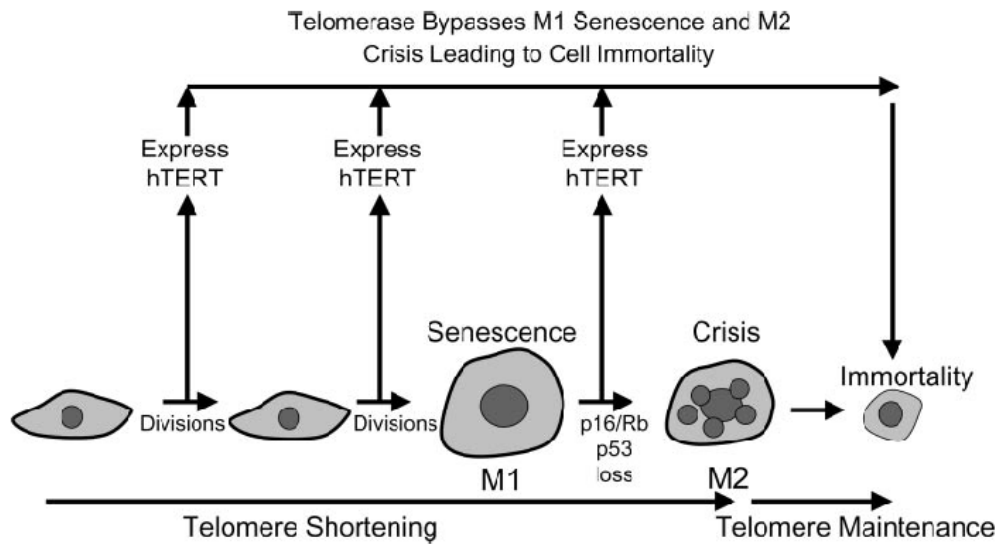 Telomerase Bypasses M1 Senescence and M2
Crisis Leading to Cell Immortality
Express
hTERT
Express
hTERT
Express
hTERT
Senescence
Crisis
Immortality
Divisions
Divisions
p16/Rb
p53
loss
M1
M2
Telomere Shortening
Telomere Maintenance